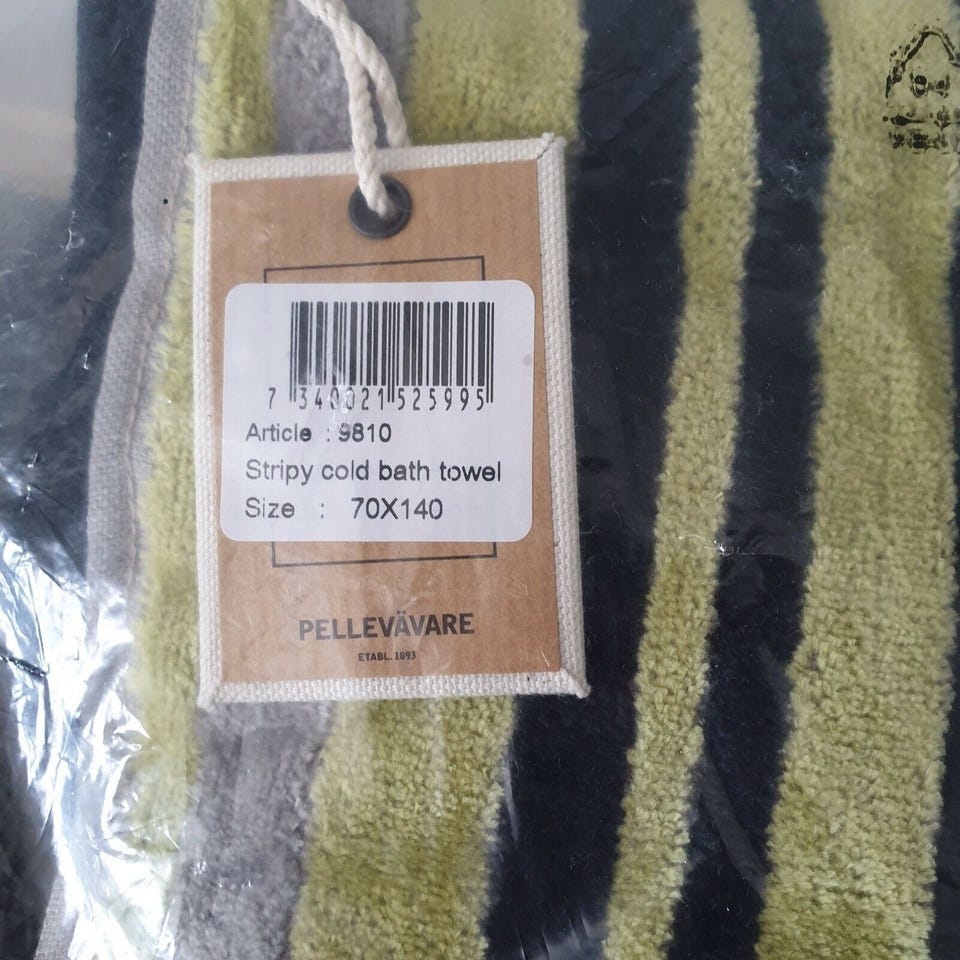 7 340021 525995
Article : 9810
Stripy cold bath towel
Size : 70X140
PELLEVÄVARE
ETABL. 1893